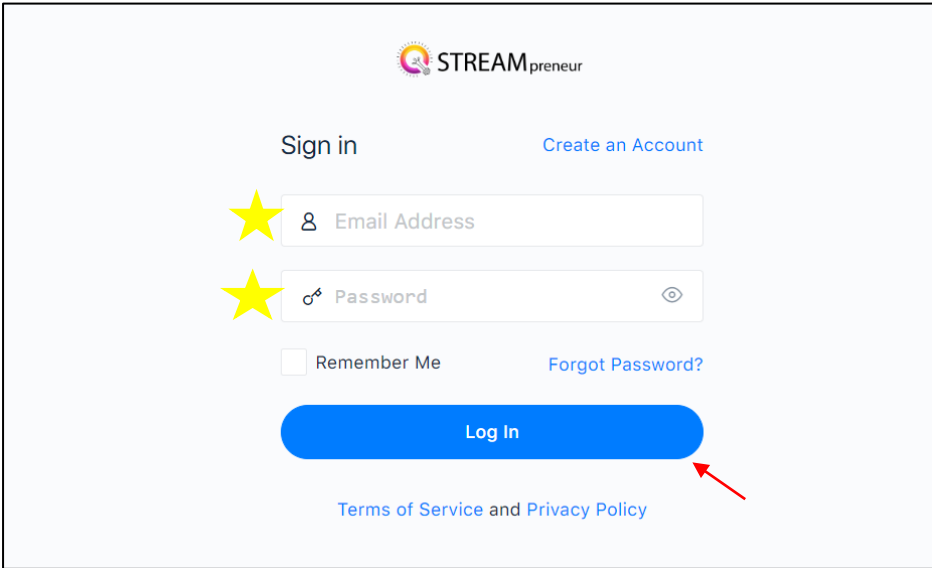 STREAMpreneur
Sign in
Create an Account
Email Address
Password
Remember Me
Forgot Password?
Log In
Terms of Service and Privacy Policy